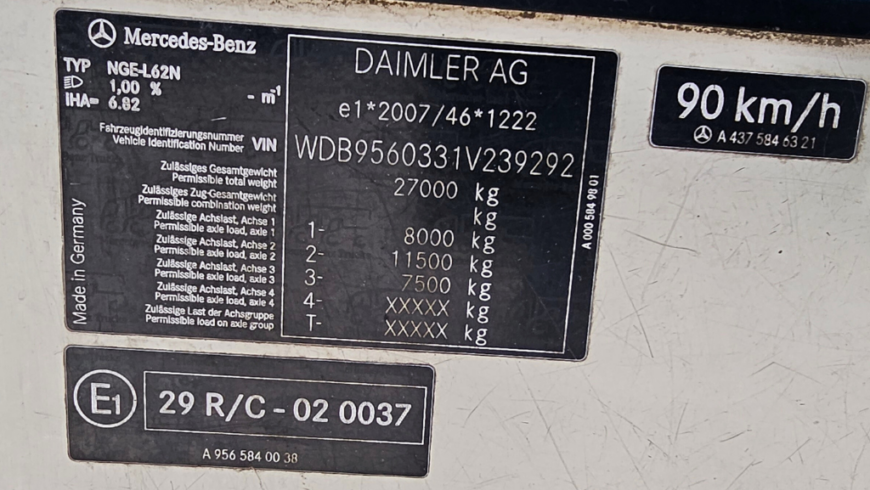 Mercedes-Benz
TYP NGE-L62N
1,00 % - m⁻¹
IHA= 6.82
Fahrzeugidentifizierungsnummer
Vehicle Identification Number VIN
Zulässiges Gesamtgewicht
Permissible total weight
Zulässiges Zug-Gesamtgewicht
Permissible combination weight
Zulässige Achslast, Achse 1
Permissible axle load, axle 1
Zulässige Achslast, Achse 2
Permissible axle load, axle 2
Zulässige Achslast, Achse 3
Permissible axle load, axle 3
Zulässige Achslast, Achse 4
Permissible axle load, axle 4
Zulässige Last der Achsgruppe
Permissible load on axle group
Made in Germany
DAIMLER AG
e1*2007/46*1222
WDB9560331V239292
27000 kg
kg
1- 8000 kg
2- 11500 kg
3- 7500 kg
4- XXXXX kg
T- XXXXX kg
A 000 584 98 01
90 km/h
A 437 584 63 21
E1
29 R/C - 02 0037
A 956 584 00 38